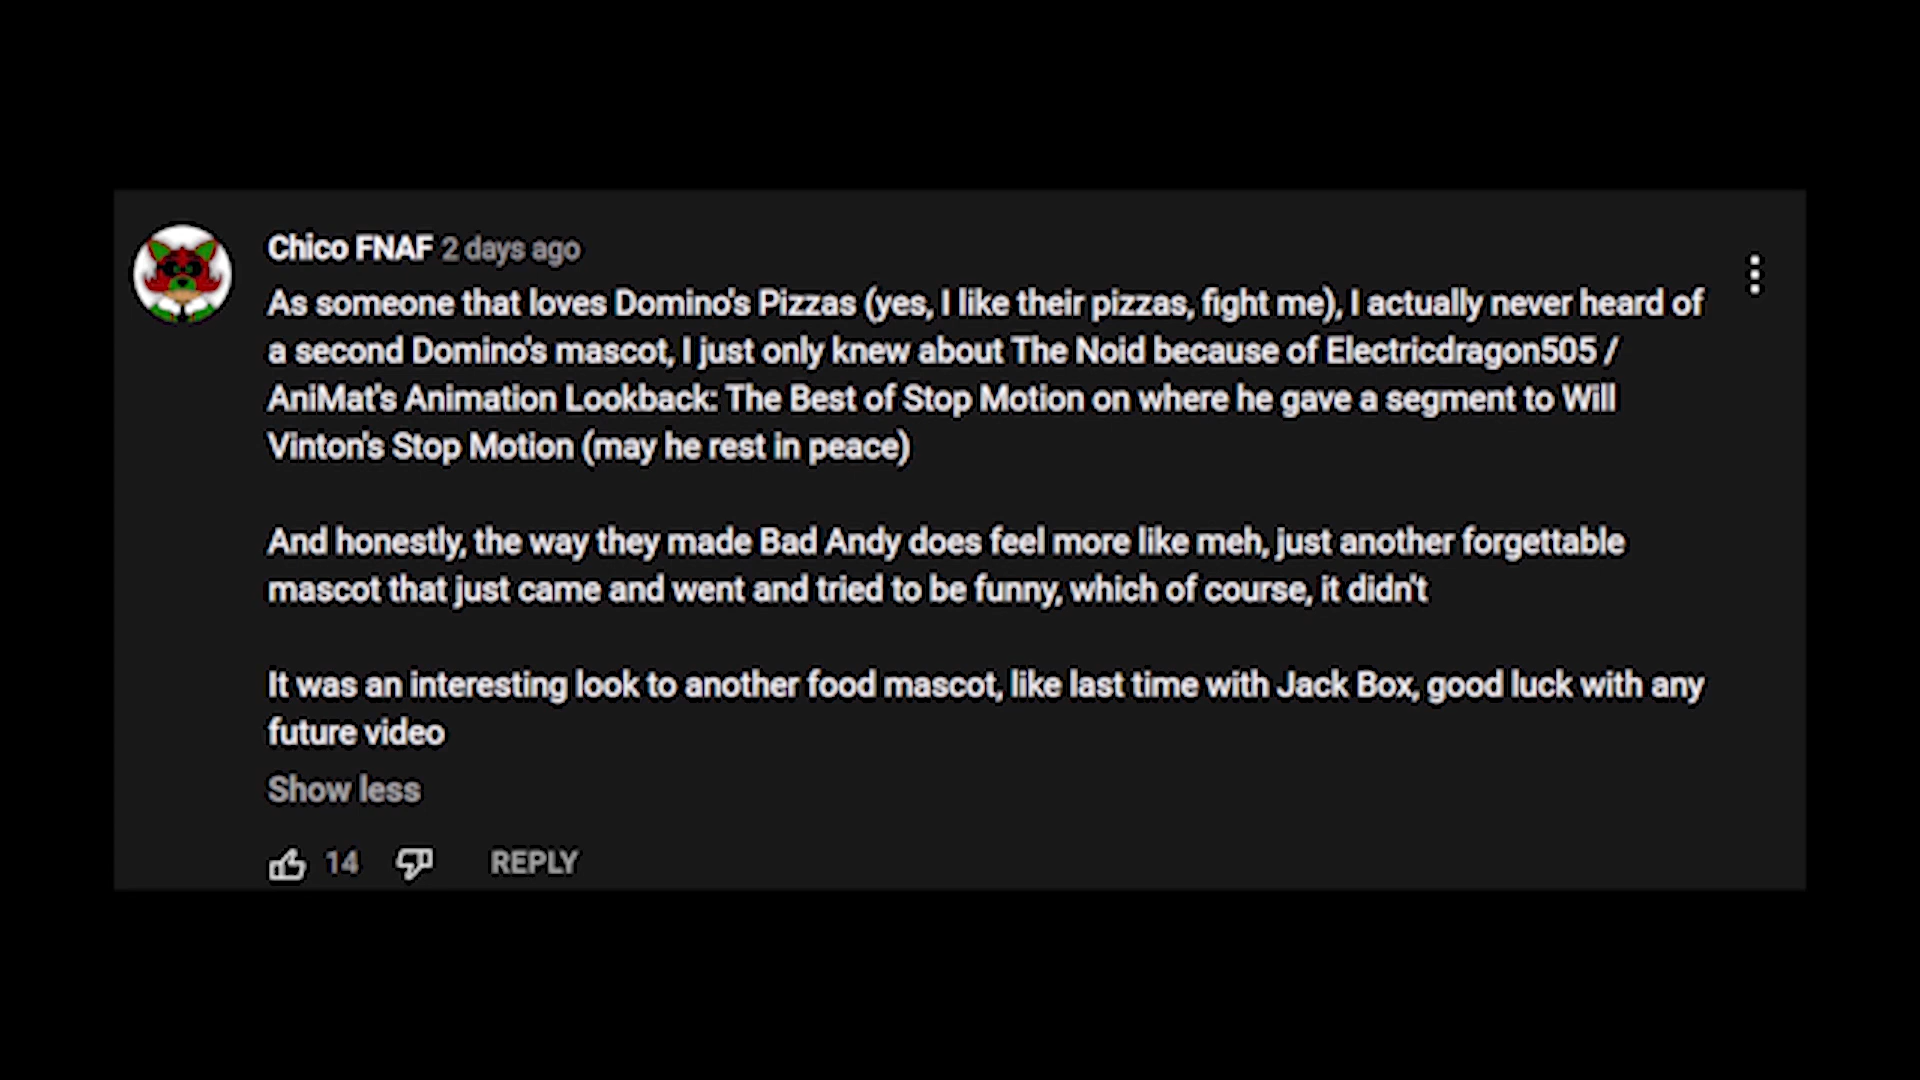 Chico FNAF 2 days ago
As someone that loves Domino's Pizzas (yes, I like their pizzas, fight me), I actually never heard of
a second Domino's mascot, I just only knew about The Noid because of Electricdragon505 /
AniMat's Animation Lookback: The Best of Stop Motion on where he gave a segment to Will
Vinton's Stop Motion (may he rest in peace)
And honestly, the way they made Bad Andy does feel more like meh, just another forgettable
mascot that just came and went and tried to be funny, which of course, it didn't
It was an interesting look to another food mascot, like last time with Jack Box, good luck with any
future video
Show less
14 REPLY